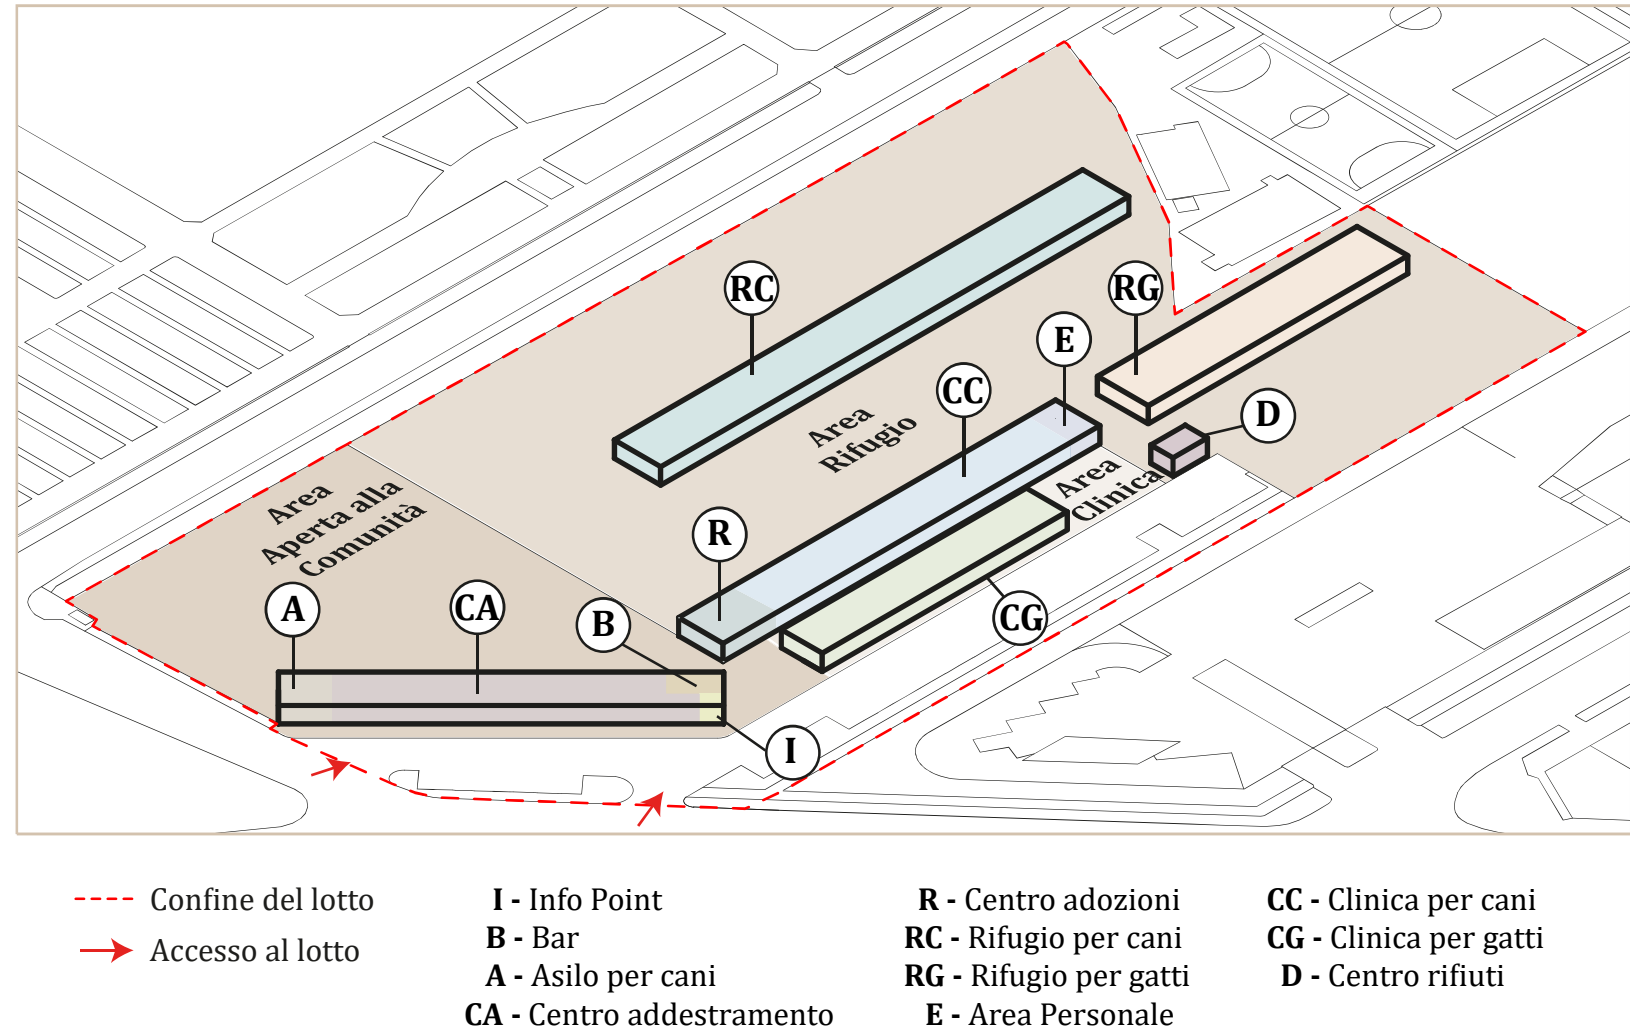 RC
RG
E
CC
Area
Rifugio
D
Area
Clinica
Area
Aperta alla
Comunità
R
A
CA
B
CG
I
Confine del lotto
Accesso al lotto
I - Info Point
B - Bar
A - Asilo per cani
CA - Centro addestramento
R - Centro adozioni
RC - Rifugio per cani
RG - Rifugio per gatti
E - Area Personale
CC - Clinica per cani
CG - Clinica per gatti
D - Centro rifiuti